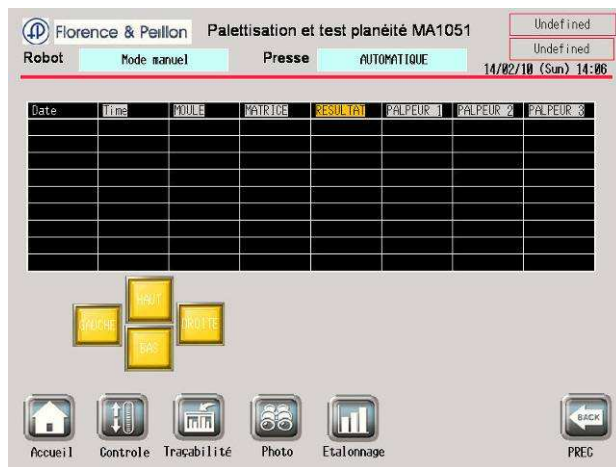 Florence & Peillon
Palettisation et test planéité MA1051
Undefined
Undefined
Robot
Mode manuel
Presse
AUTOMATIQUE
14/02/10 (Sun) 14:06
Date Time MOULE MATRICE RESULTAT PALPEUR 1 PALPEUR 2 PALPEUR 3
HAUT
GAUCHE
DROITE
BAS
BACK
Accueil Controle Traçabilité Photo Etalonnage PREC